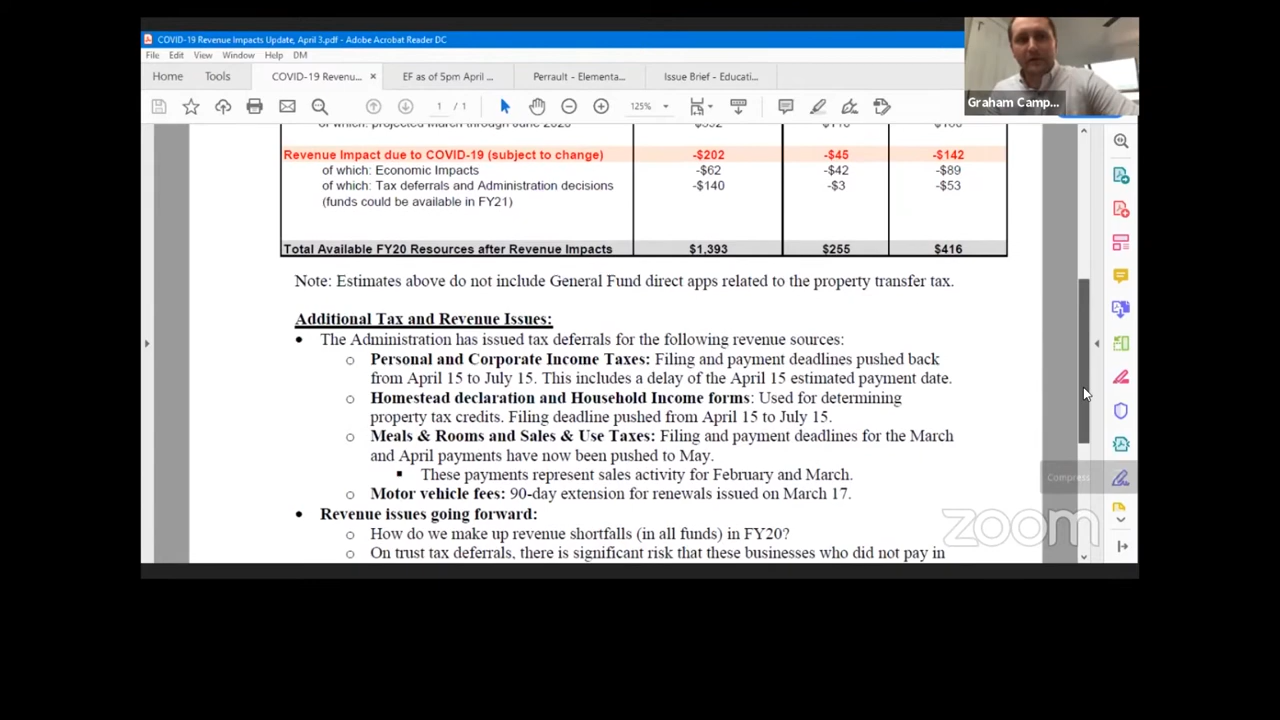 COVID-19 Revenue Impacts Update, April 3.pdf - Adobe Acrobat Reader DC
File Edit View Window Help DM
Home Tools COVID-19 Revenu... × EF as of 5pm April ... Perrault - Elementa... Issue Brief - Educati...
1 / 1 125%
Graham Camp...
of which: projected March through June 2020
Revenue Impact due to COVID-19 (subject to change) -$202 -$45 -$142
of which: Economic Impacts -$62 -$42 -$89
of which: Tax deferrals and Administration decisions -$140 -$3 -$53
(funds could be available in FY21)
Total Available FY20 Resources after Revenue Impacts $1,393 $255 $416
Note: Estimates above do not include General Fund direct apps related to the property transfer tax.
Additional Tax and Revenue Issues:
• The Administration has issued tax deferrals for the following revenue sources:
○ Personal and Corporate Income Taxes: Filing and payment deadlines pushed back
from April 15 to July 15. This includes a delay of the April 15 estimated payment date.
○ Homestead declaration and Household Income forms: Used for determining
property tax credits. Filing deadline pushed from April 15 to July 15.
○ Meals & Rooms and Sales & Use Taxes: Filing and payment deadlines for the March
and April payments have now been pushed to May.
▪ These payments represent sales activity for February and March.
○ Motor vehicle fees: 90-day extension for renewals issued on March 17.
• Revenue issues going forward:
○ How do we make up revenue shortfalls (in all funds) in FY20?
○ On trust tax deferrals, there is significant risk that these businesses who did not pay in
Compress
zoom